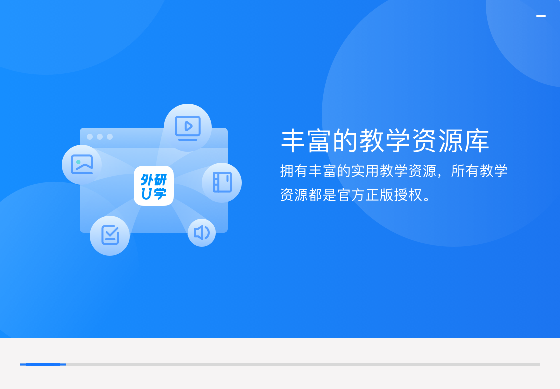 丰富的教学资源库
拥有丰富的实用教学资源，所有教学
资源都是官方正版授权。
外研
U学